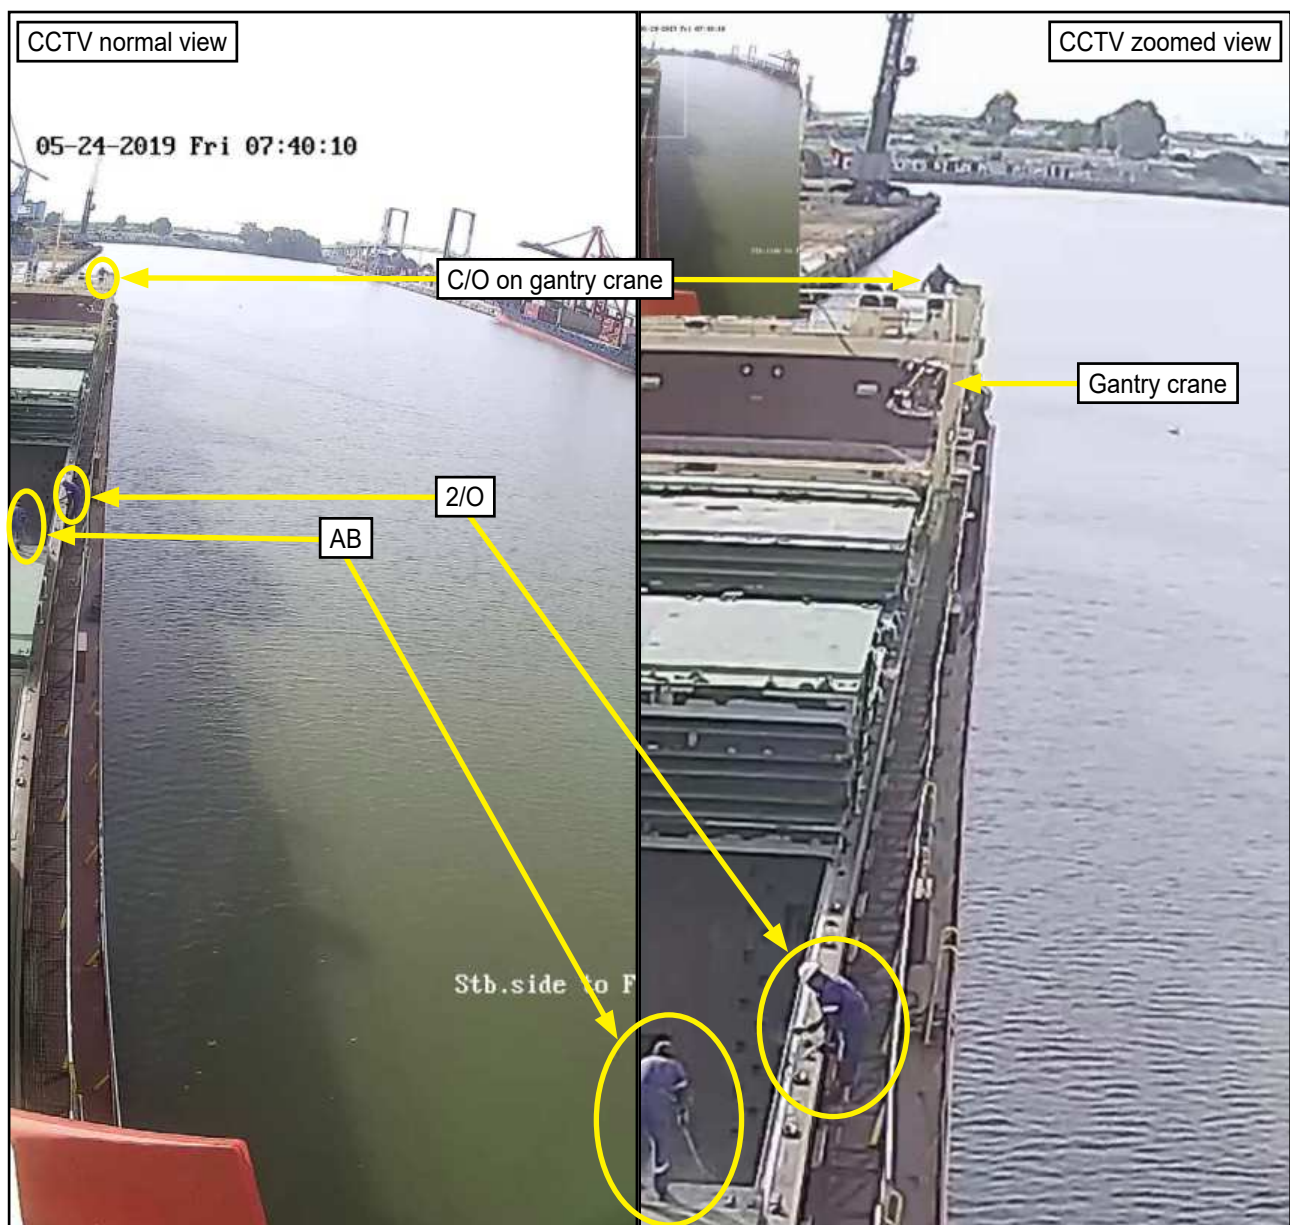 CCTV normal view
05-24-2019 Fri 07:40:10
C/O on gantry crane
2/O
AB
Stb.side to F
CCTV zoomed view
Gantry crane